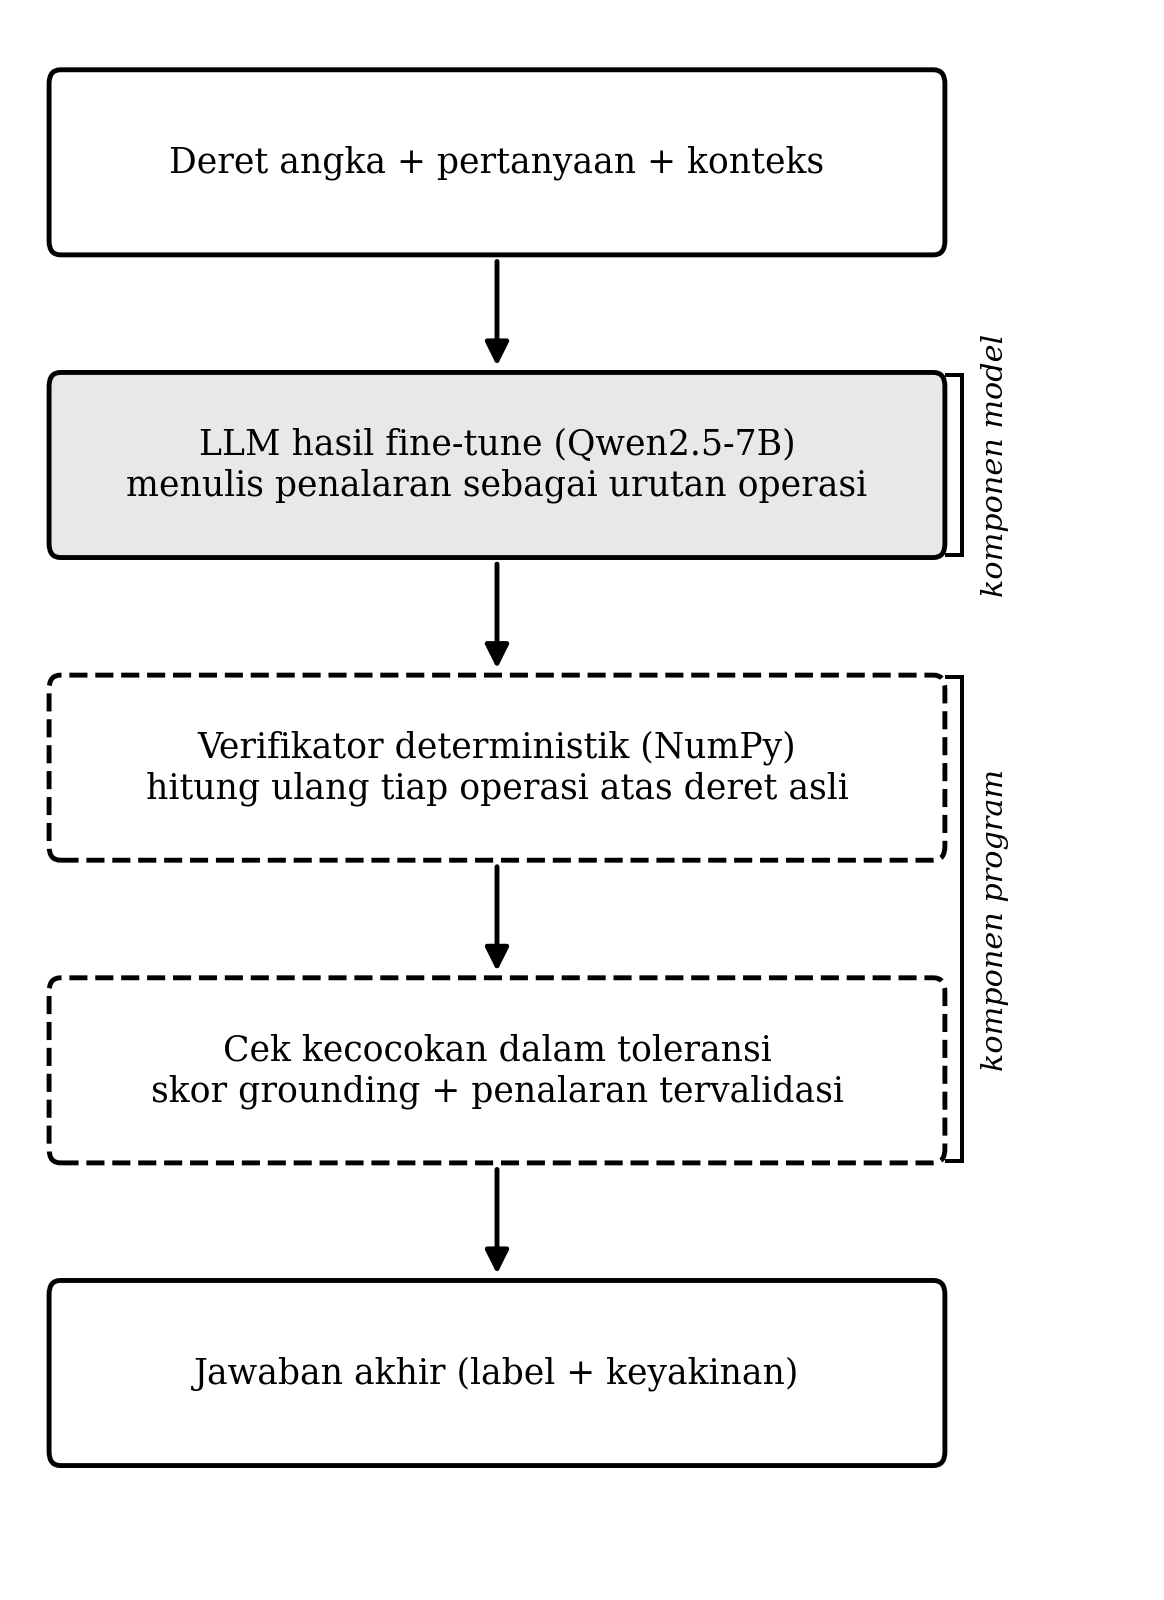 Deret angka + pertanyaan + konteks
LLM hasil fine-tune (Qwen2.5-7B)
menulis penalaran sebagai urutan operasi
komponen model
Verifikator deterministik (NumPy)
hitung ulang tiap operasi atas deret asli
komponen program
Cek kecocokan dalam toleransi
skor grounding + penalaran tervalidasi
Jawaban akhir (label + keyakinan)